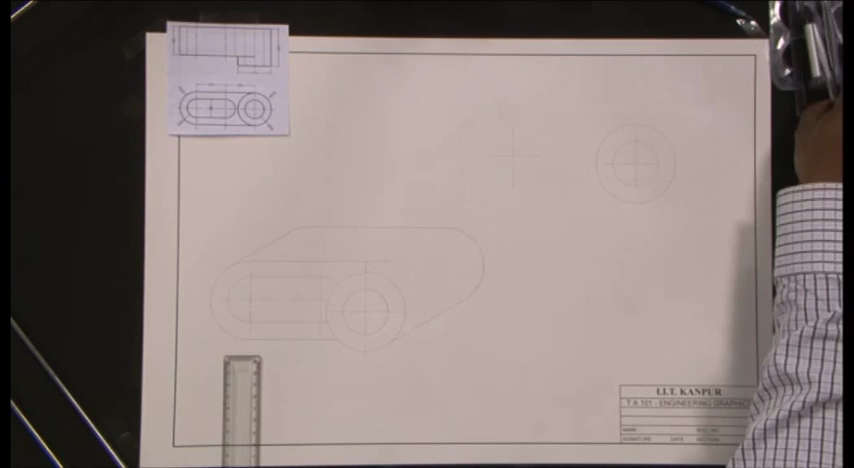 I.I.T. KANPUR
T A 101 - ENGINEERING GRAPHICS
NAME
ROLL NO.
SIGNATURE DATE SECTION